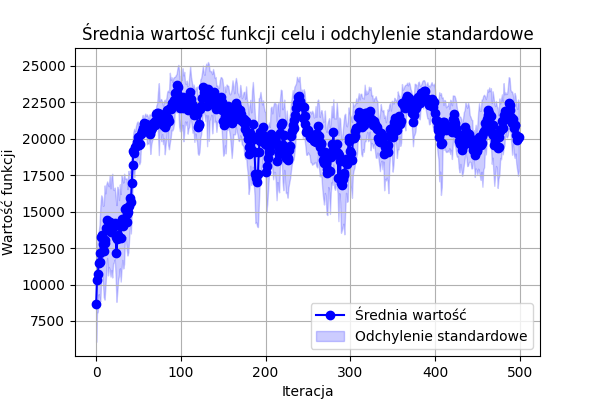 Średnia wartość funkcji celu i odchylenie standardowe
Wartość funkcji
25000
22500
20000
17500
15000
12500
10000
7500
0
100
200
300
400
500
Iteracja
Średnia wartość
Odchylenie standardowe